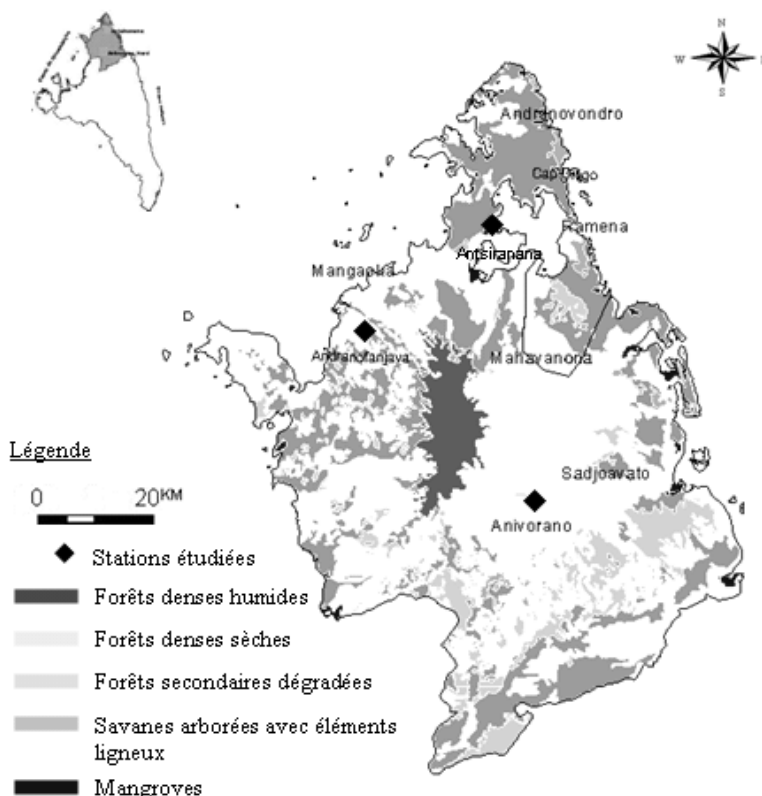 N
W
S
Andranovondro
Cap Diego
Ramena
Antsiranana
Mangaoka
Andranofanjava
Mahavanona
Sadjoavato
Anivorano
Légende
0 20KM
Stations étudiées
Forêts denses humides
Forêts denses sèches
Forêts secondaires dégradées
Savanes arborées avec éléments
ligneux
Mangroves